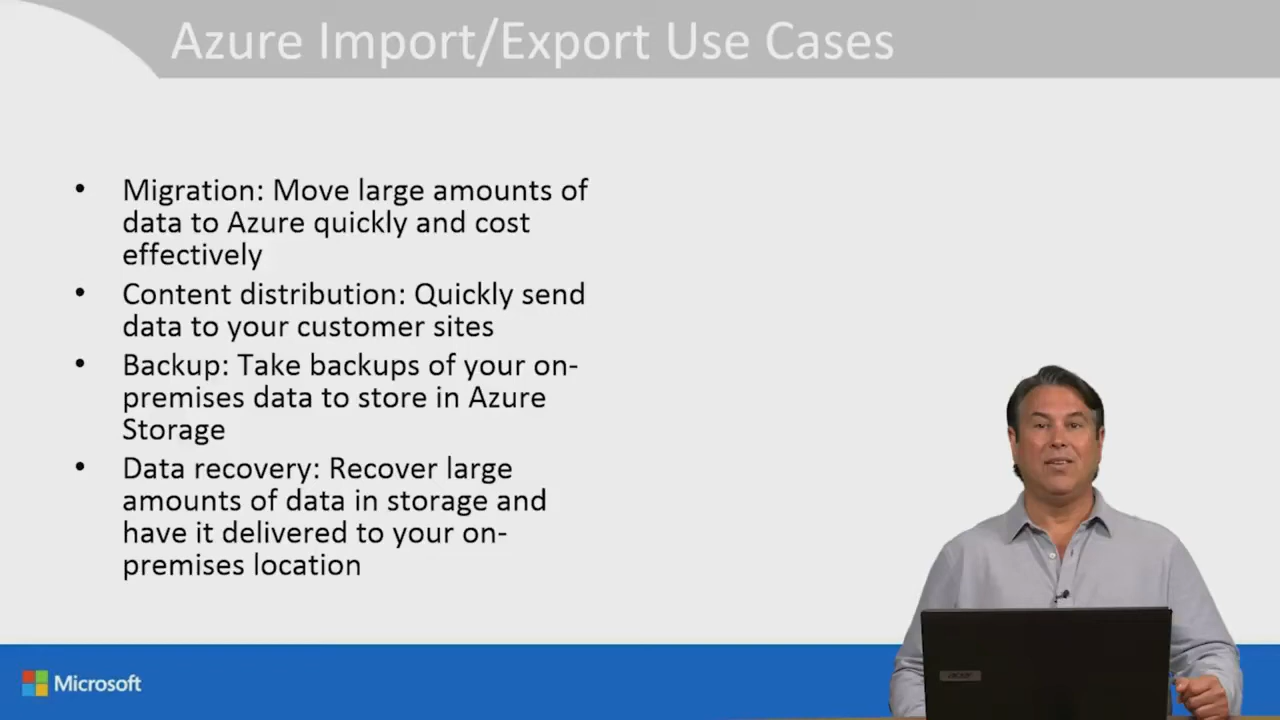 Azure Import/Export Use Cases
• Migration: Move large amounts of
data to Azure quickly and cost
effectively
• Content distribution: Quickly send
data to your customer sites
• Backup: Take backups of your on-
premises data to store in Azure
Storage
• Data recovery: Recover large
amounts of data in storage and
have it delivered to your on-
premises location
acer
Microsoft